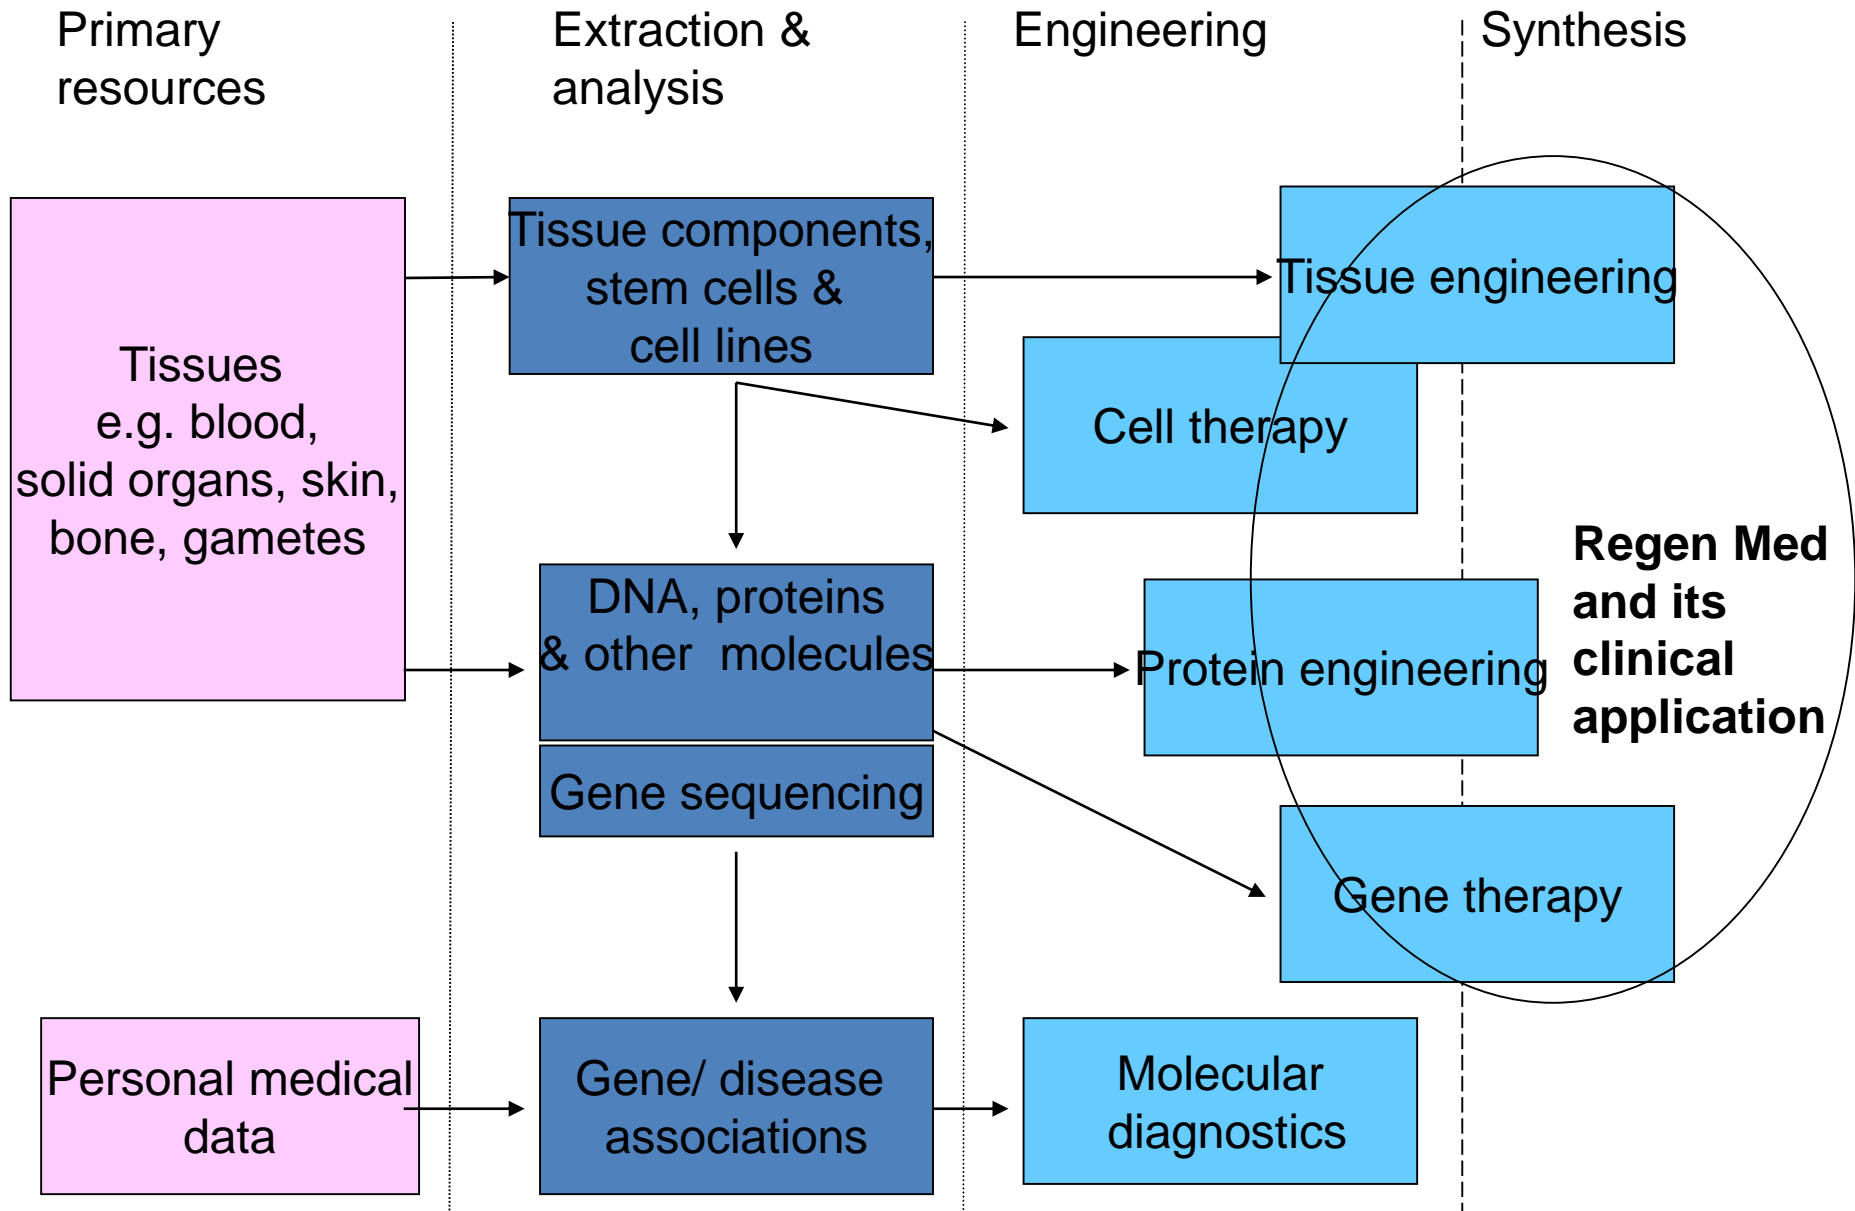 Primary
resources
Extraction &
analysis
Engineering
Synthesis
Tissues
e.g. blood,
solid organs, skin,
bone, gametes
Tissue components,
stem cells &
cell lines
Tissue engineering
Cell therapy
DNA, proteins
& other  molecules
Gene sequencing
Protein engineering
Regen Med
and its
clinical
application
Gene therapy
Personal medical
data
Gene/ disease
associations
Molecular
diagnostics